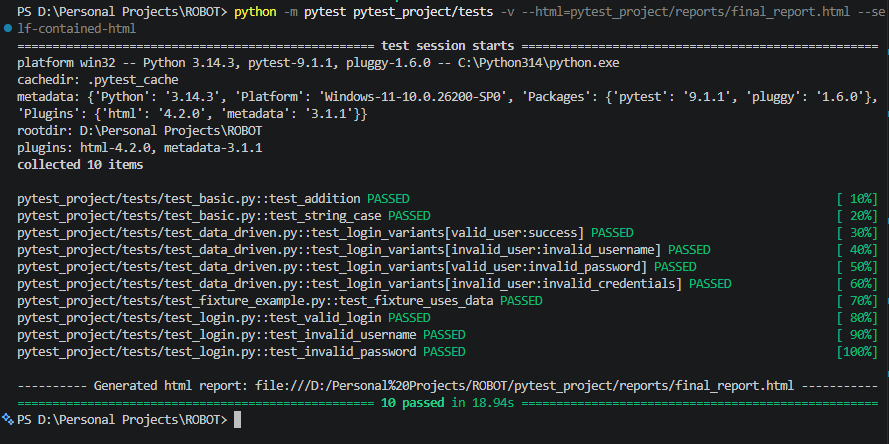 PS D:\Personal Projects\ROBOT> python -m pytest pytest_project/tests -v --html=pytest_project/reports/final_report.html --se
lf-contained-html
============================================ test session starts ============================================
platform win32 -- Python 3.14.3, pytest-9.1.1, pluggy-1.6.0 -- C:\Python314\python.exe
cachedir: .pytest_cache
metadata: {'Python': '3.14.3', 'Platform': 'Windows-11-10.0.26200-SP0', 'Packages': {'pytest': '9.1.1', 'pluggy': '1.6.0'},
'Plugins': {'html': '4.2.0', 'metadata': '3.1.1'}}
rootdir: D:\Personal Projects\ROBOT
plugins: html-4.2.0, metadata-3.1.1
collected 10 items
pytest_project/tests/test_basic.py::test_addition PASSED [ 10%]
pytest_project/tests/test_basic.py::test_string_case PASSED [ 20%]
pytest_project/tests/test_data_driven.py::test_login_variants[valid_user:success] PASSED [ 30%]
pytest_project/tests/test_data_driven.py::test_login_variants[invalid_user:invalid_username] PASSED [ 40%]
pytest_project/tests/test_data_driven.py::test_login_variants[valid_user:invalid_password] PASSED [ 50%]
pytest_project/tests/test_data_driven.py::test_login_variants[invalid_user:invalid_credentials] PASSED [ 60%]
pytest_project/tests/test_fixture_example.py::test_fixture_uses_data PASSED [ 70%]
pytest_project/tests/test_login.py::test_valid_login PASSED [ 80%]
pytest_project/tests/test_login.py::test_invalid_username PASSED [ 90%]
pytest_project/tests/test_login.py::test_invalid_password PASSED [100%]
---------- Generated html report: file:///D:/Personal%20Projects/ROBOT/pytest_project/reports/final_report.html -----------
============================================ 10 passed in 18.94s ============================================
PS D:\Personal Projects\ROBOT>